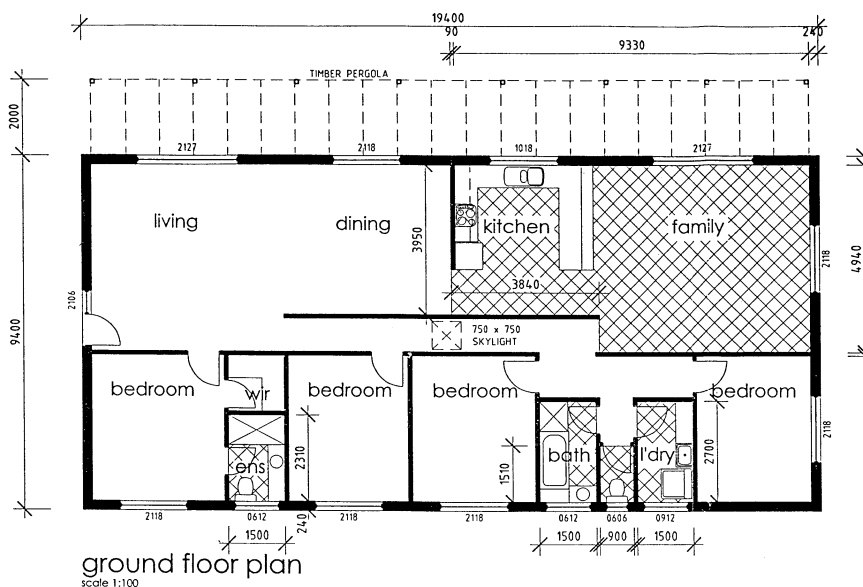 19400
90
240
9330
TIMBER PERGOLA
2000
2127
2118
1018
2127
living
dining
kitchen
family
3950
2118
4940
3840
2106
750 x 750
SKYLIGHT
9400
bedroom
wir
bedroom
bedroom
bedroom
2310
2118
ens
1510
bath
l'dry
2700
2118
0612
240
2118
2118
0612
0606
0912
1500
1500
900
1500
ground floor plan
scale 1:100